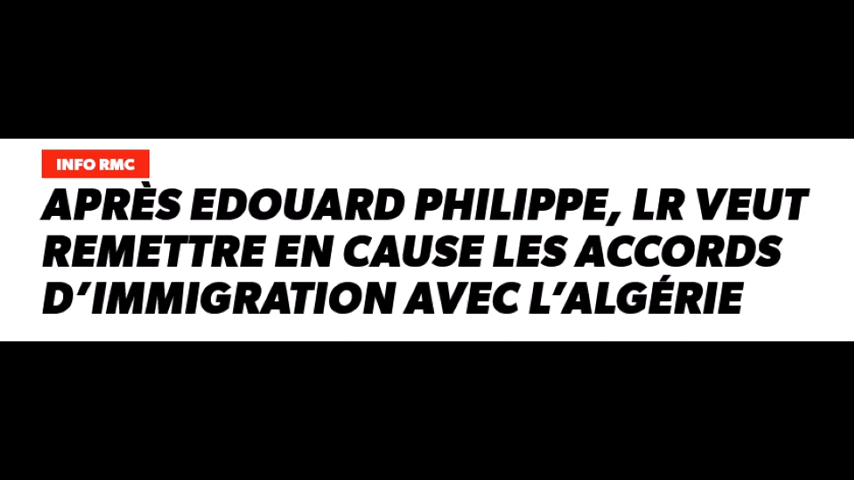 INFO RMC
APRÈS EDOUARD PHILIPPE, LR VEUT
REMETTRE EN CAUSE LES ACCORDS
D’IMMIGRATION AVEC L’ALGÉRIE